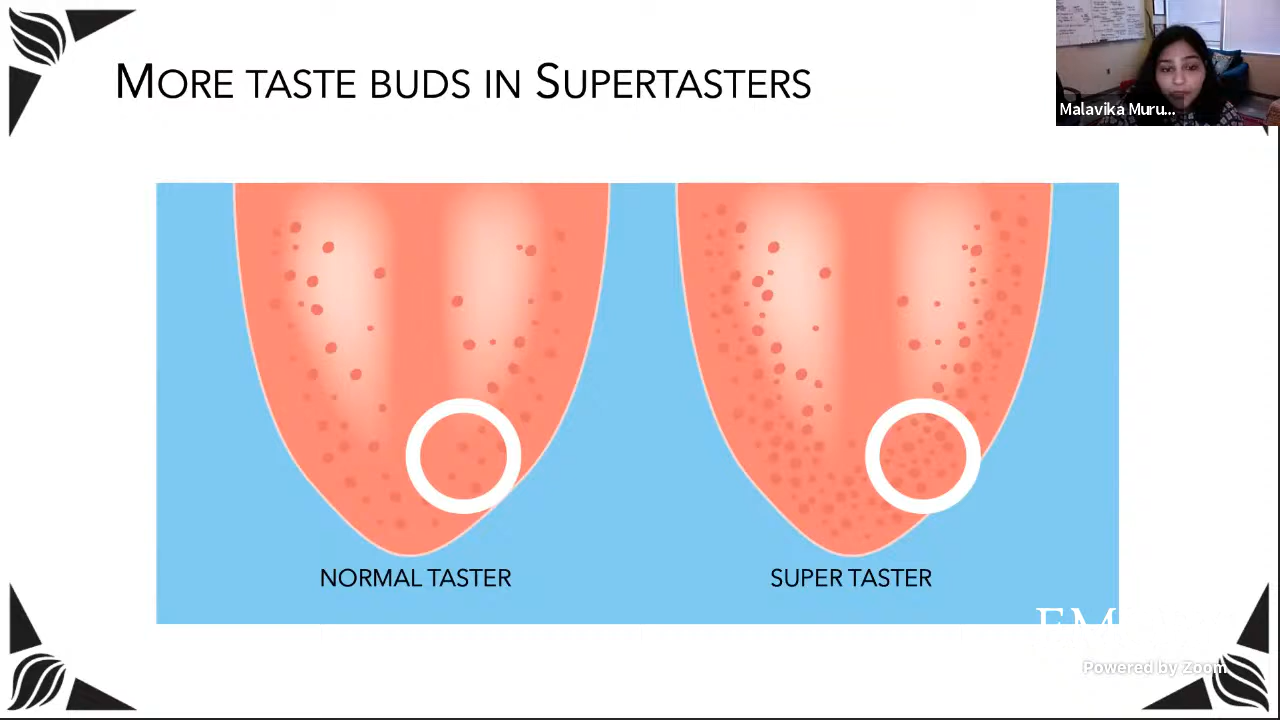 More taste buds in Supertasters
Malavika Muru...
NORMAL TASTER
SUPER TASTER
Powered by Zoom